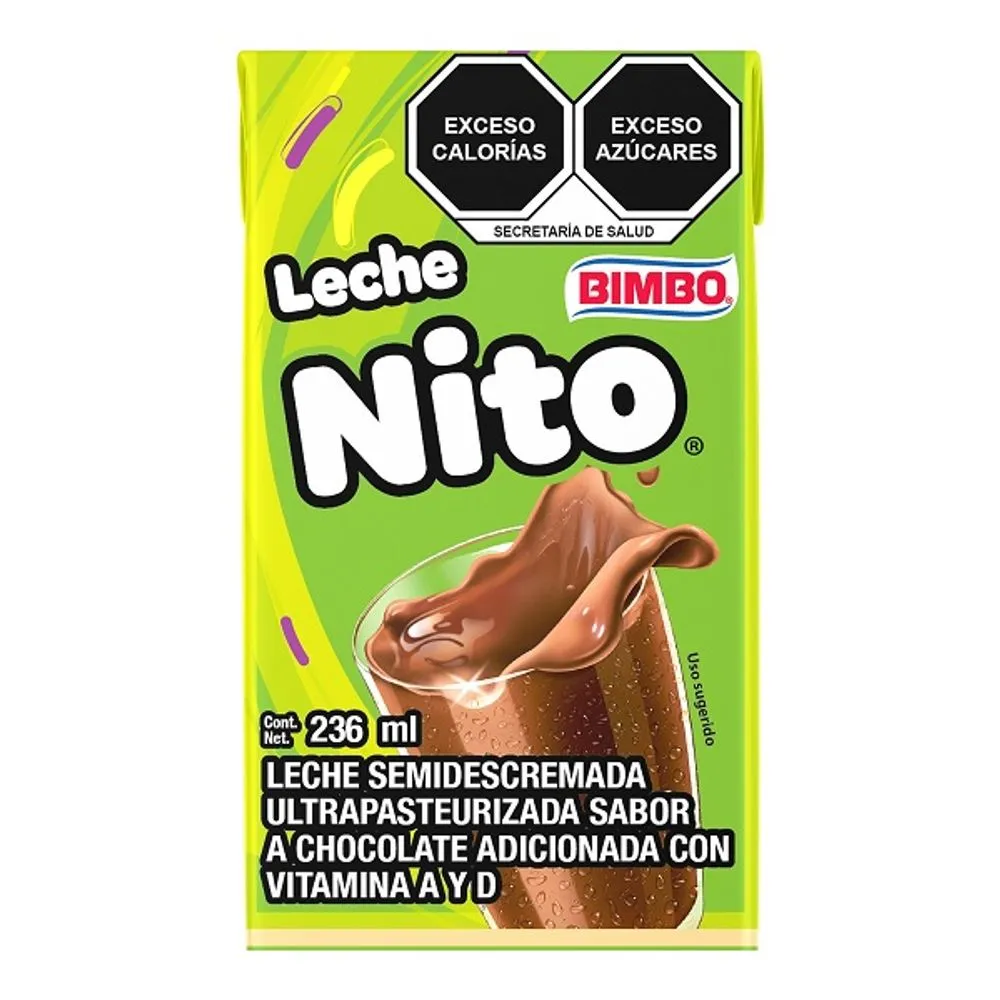 EXCESO
CALORÍAS
EXCESO
AZÚCARES
SECRETARÍA DE SALUD
Leche
BIMBO®
Nito®
Uso sugerido
Cont.
Net. 236 ml
LECHE SEMIDESCREMADA
ULTRAPASTEURIZADA SABOR
A CHOCOLATE ADICIONADA CON
VITAMINA A Y D